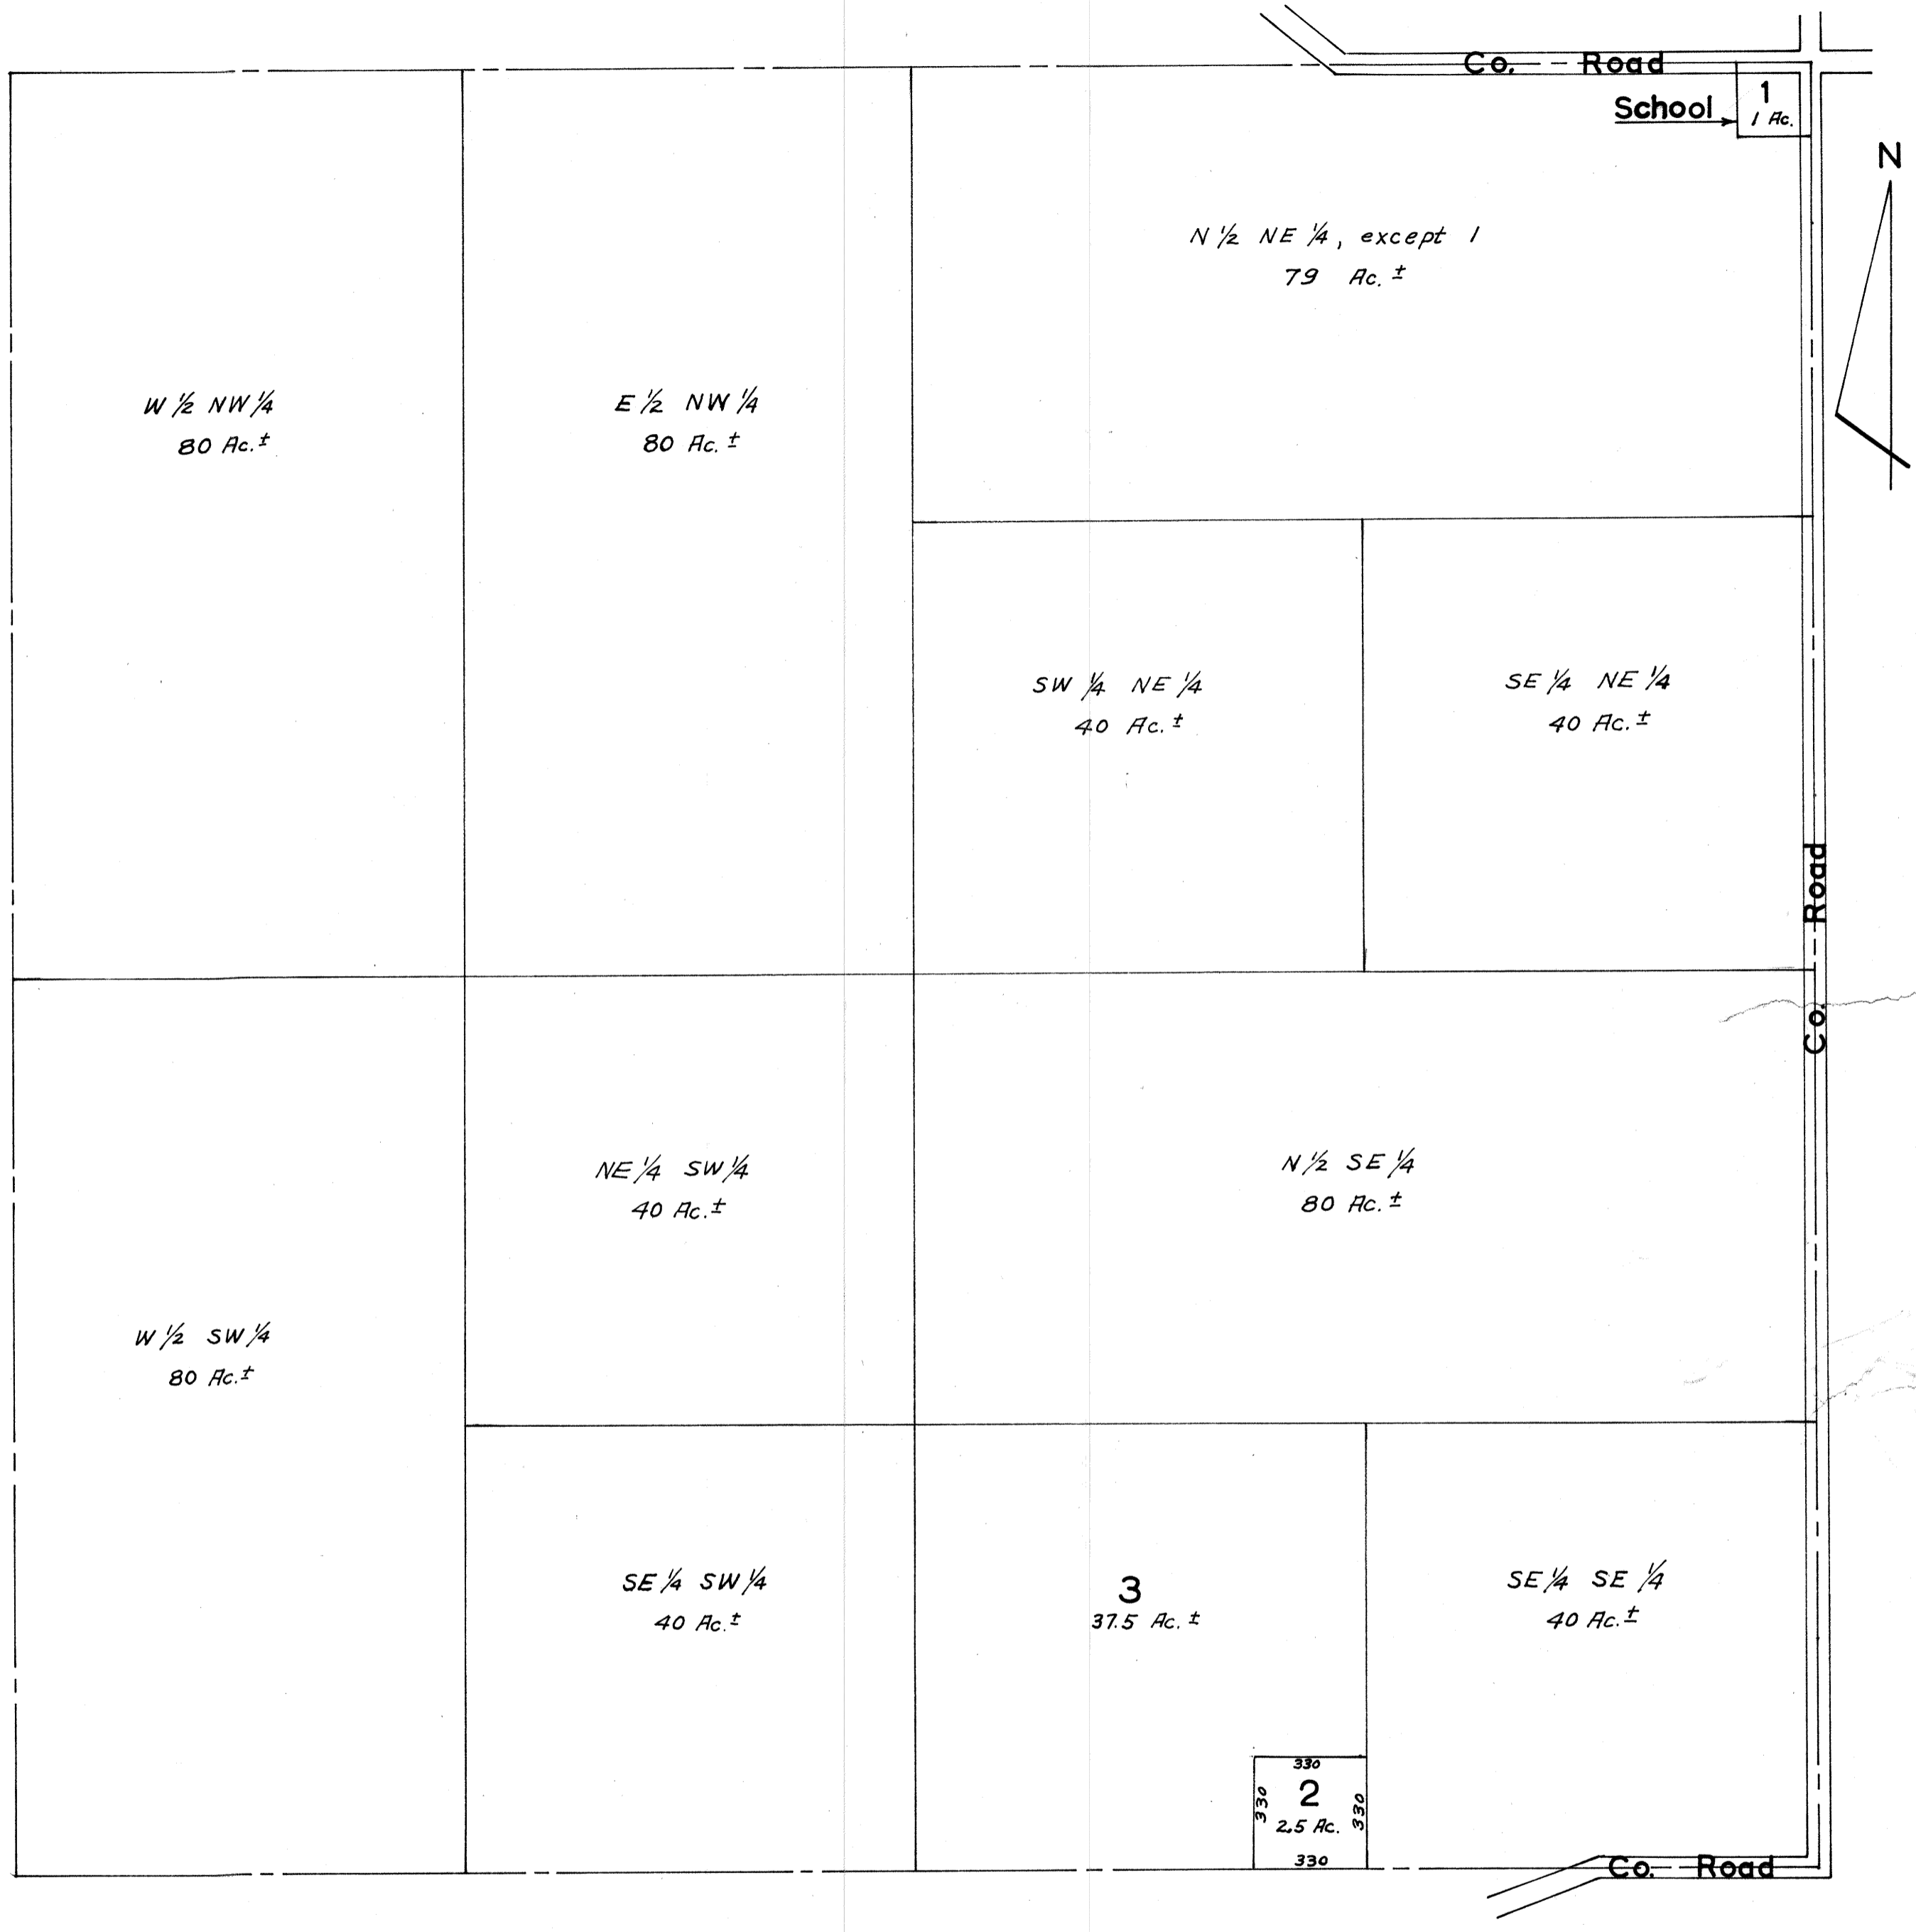 Co. Road
School
1
1 Ac.
N
N 1/2 NE 1/4, except 1
79 Ac. ±
W 1/2 NW 1/4
80 Ac. ±
E 1/2 NW 1/4
80 Ac. ±
SW 1/4 NE 1/4
40 Ac. ±
SE 1/4 NE 1/4
40 Ac. ±
Co. Road
NE 1/4 SW 1/4
40 Ac. ±
N 1/2 SE 1/4
80 Ac. ±
W 1/2 SW 1/4
80 Ac. ±
SE 1/4 SW 1/4
40 Ac. ±
3
37.5 Ac. ±
SE 1/4 SE 1/4
40 Ac. ±
330
330
2
2.5 Ac.
330
330
Co. Road